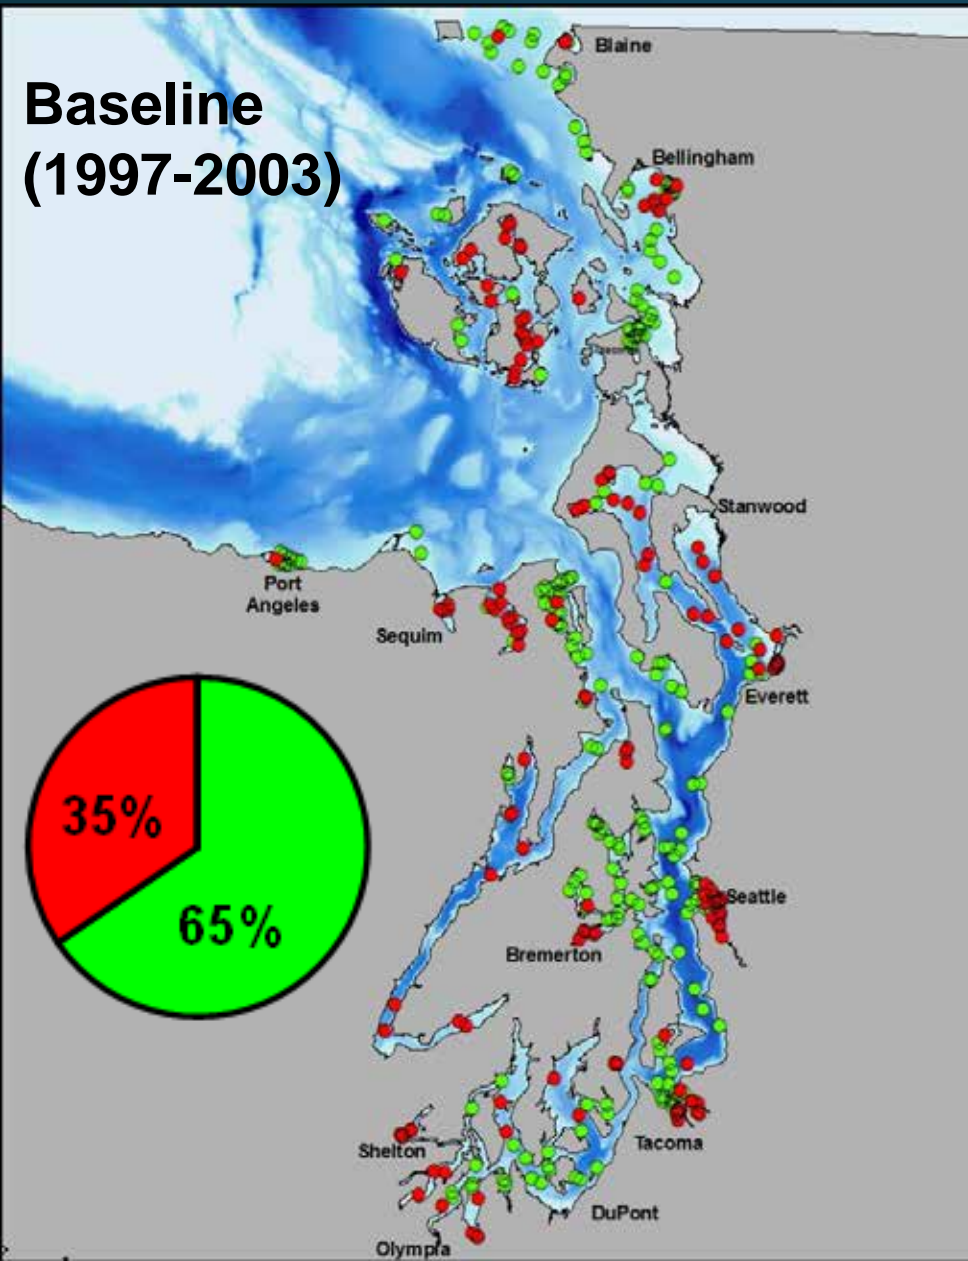 Baseline
(1997-2003)
Blaine
Bellingham
Stanwood
Port
Angeles
Sequim
Everett
35%
65%
Seattle
Bremerton
Shelton
Tacoma
DuPont
Olympia